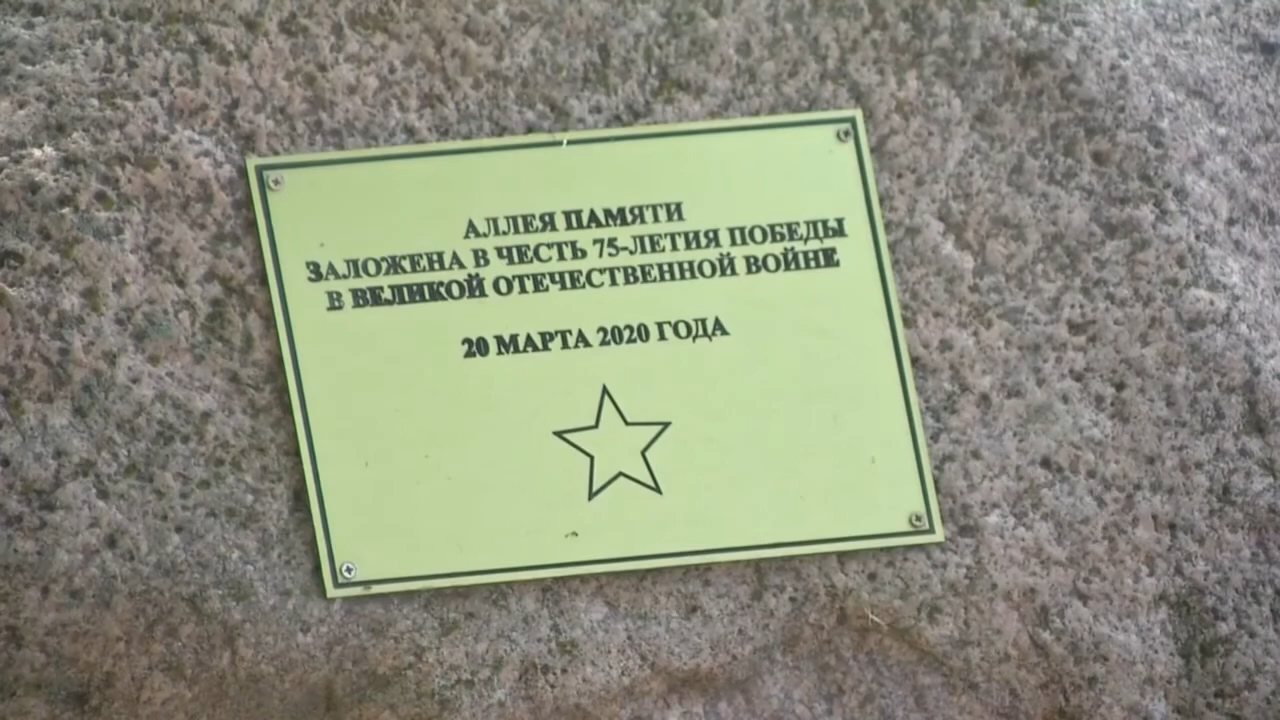 АЛЛЕЯ ПАМЯТИ
ЗАЛОЖЕНА В ЧЕСТЬ 75-ЛЕТИЯ ПОБЕДЫ
В ВЕЛИКОЙ ОТЕЧЕСТВЕННОЙ ВОЙНЕ
20 МАРТА 2020 ГОДА